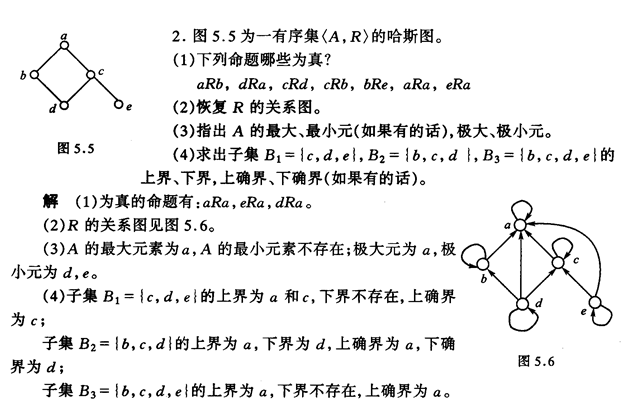 a
b
c
d
e
图 5.5
2. 图 5.5 为一有序集〈A,R〉的哈斯图。
(1)下列命题哪些为真?
aRb, dRa, cRd, cRb, bRe, aRa, eRa
(2)恢复 R 的关系图。
(3)指出 A 的最大、最小元(如果有的话),极大、极小元。
(4)求出子集 B₁={c,d,e},B₂={b,c,d },B₃={b,c,d,e}的
上界、下界,上确界、下确界(如果有的话)。
解 (1)为真的命题有:aRa,eRa,dRa。
(2)R 的关系图见图 5.6。
(3)A 的最大元素为a,A 的最小元素不存在;极大元为 a,极
小元为 d,e。
(4)子集 B₁={c,d,e}的上界为 a 和c,下界不存在,上确界
为 c;
子集 B₂={b,c,d}的上界为 a,下界为 d,上确界为 a,下确
界为 d;
子集 B₃={b,c,d,e}的上界为 a,下界不存在,上确界为 a。
a
b
c
d
e
图 5.6